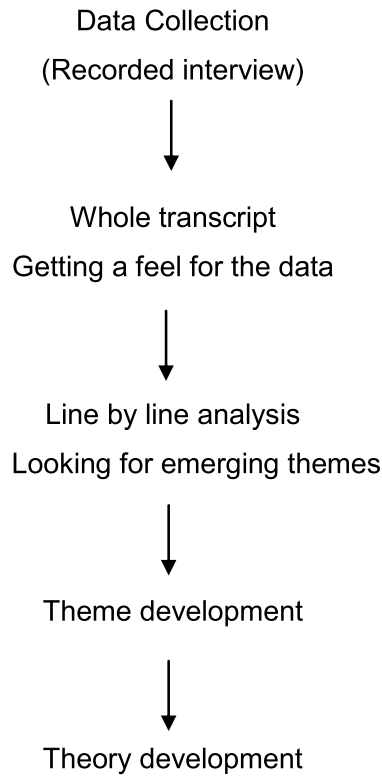 Data Collection
(Recorded interview)
Whole transcript
Getting a feel for the data
Line by line analysis
Looking for emerging themes
Theme development
Theory development